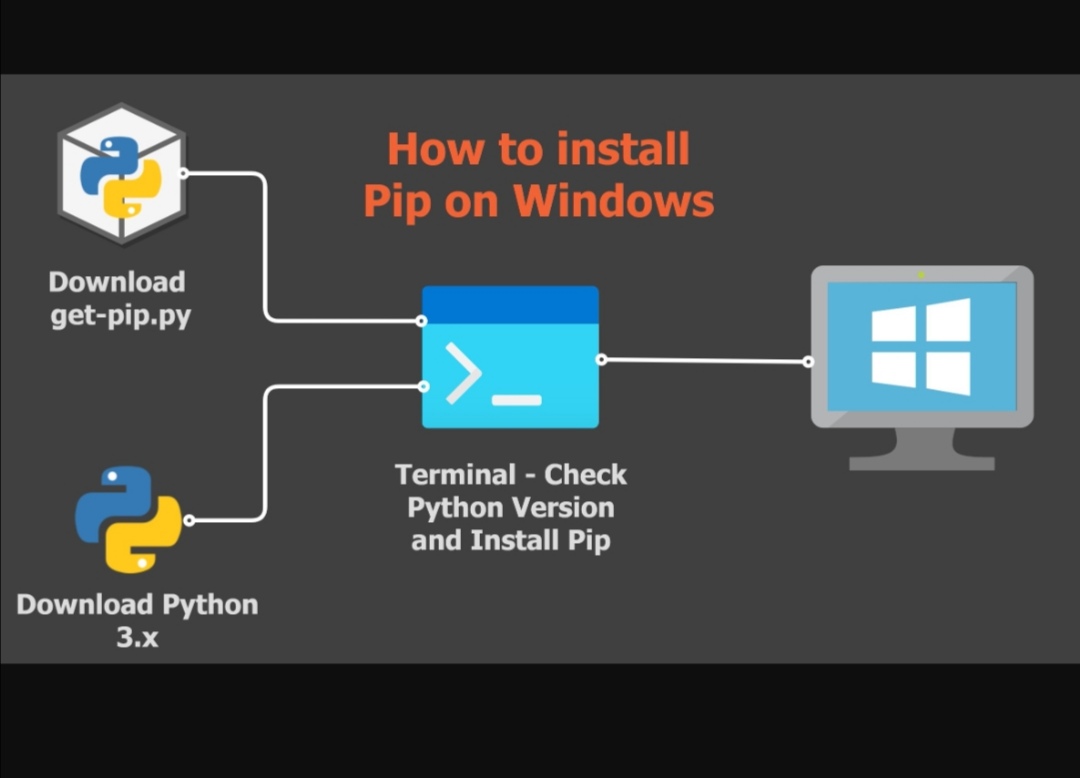 How to install
Pip on Windows
Download
get-pip.py
Terminal - Check
Python Version
and Install Pip
Download Python
3.x